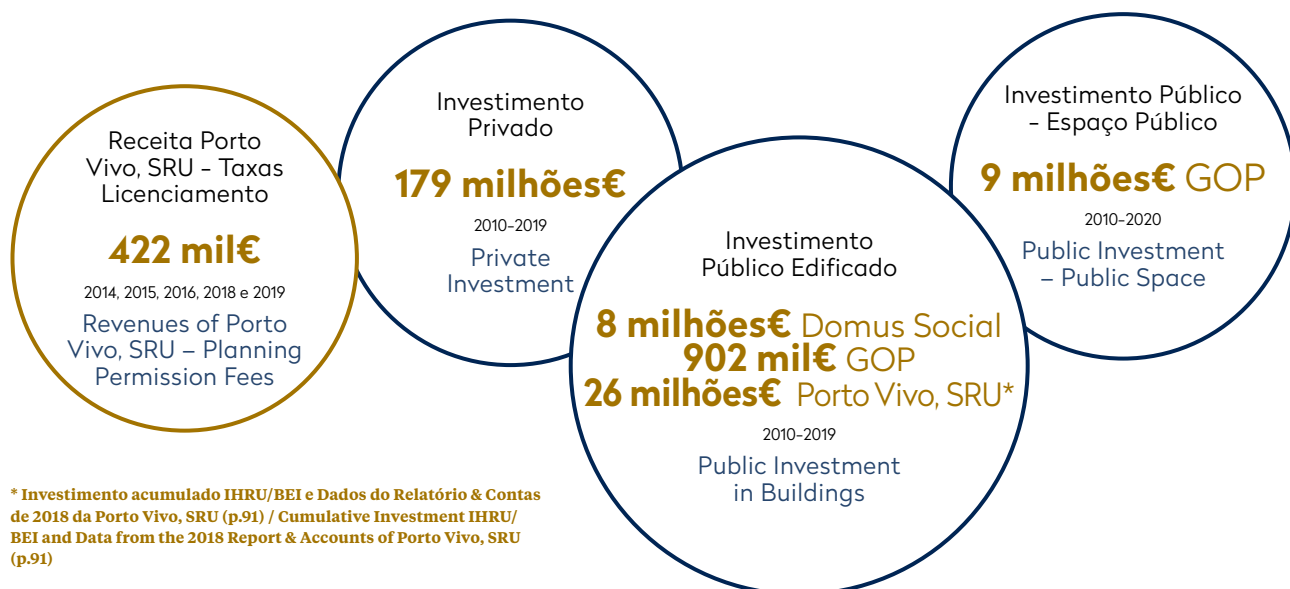 Receita Porto
Vivo, SRU - Taxas
Licenciamento
422 mil€
2014, 2015, 2016, 2018 e 2019
Revenues of Porto
Vivo, SRU – Planning
Permission Fees
Investimento
Privado
179 milhões€
2010-2019
Private
Investment
Investimento
Público Edificado
8 milhões€ Domus Social
902 mil€ GOP
26 milhões€ Porto Vivo, SRU*
2010-2019
Public Investment
in Buildings
Investimento Público
- Espaço Público
9 milhões€ GOP
2010-2020
Public Investment
– Public Space
* Investimento acumulado IHRU/BEI e Dados do Relatório & Contas
de 2018 da Porto Vivo, SRU (p.91) / Cumulative Investment IHRU/
BEI and Data from the 2018 Report & Accounts of Porto Vivo, SRU
(p.91)